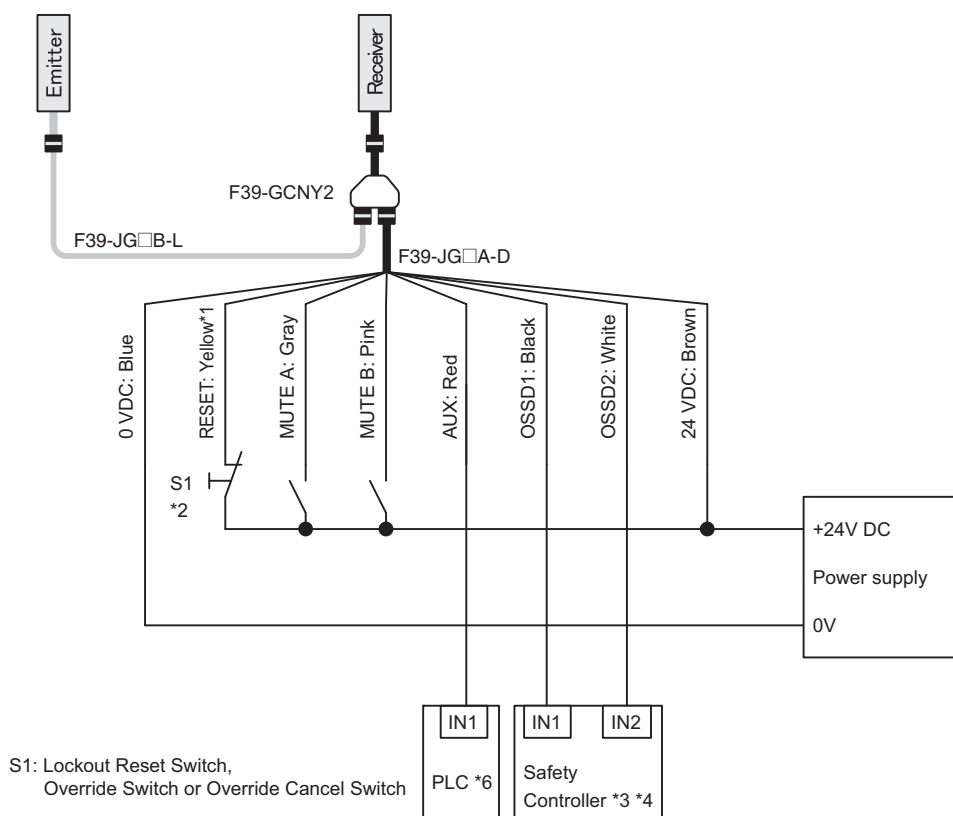 Emitter
Receiver
F39-GCNY2
F39-JG□B-L
F39-JG□A-D
0 VDC: Blue
RESET: Yellow*1
MUTE A: Gray
MUTE B: Pink
AUX: Red
OSSD1: Black
OSSD2: White
24 VDC: Brown
S1
*2
+24V DC
Power supply
0V
IN1
IN1
IN2
PLC *6
Safety
Controller *3 *4
S1: Lockout Reset Switch,
Override Switch or Override Cancel Switch